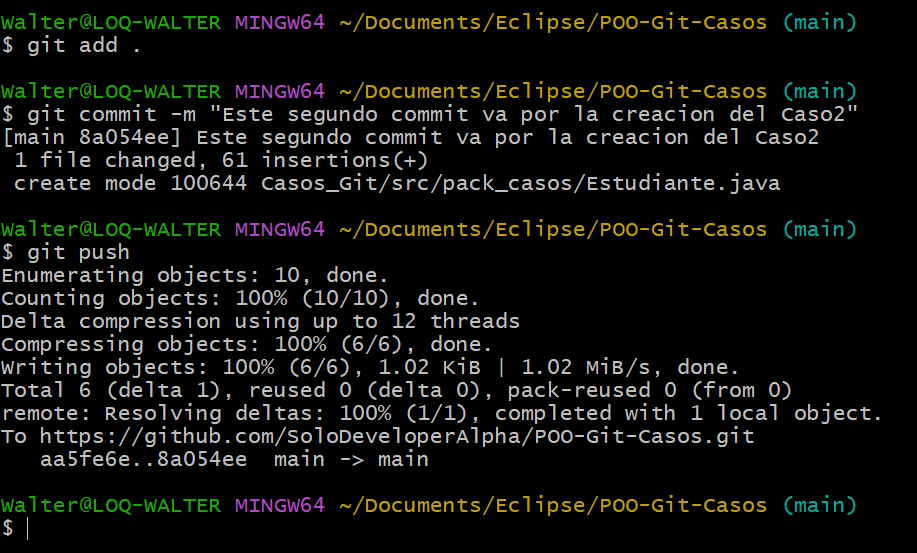 Walter@LOQ-WALTER MINGW64 ~/Documents/Eclipse/POO-Git-Casos (main)
$ git add .
Walter@LOQ-WALTER MINGW64 ~/Documents/Eclipse/POO-Git-Casos (main)
$ git commit -m "Este segundo commit va por la creacion del Caso2"
[main 8a054ee] Este segundo commit va por la creacion del Caso2
 1 file changed, 61 insertions(+)
 create mode 100644 Casos_Git/src/pack_casos/Estudiante.java
Walter@LOQ-WALTER MINGW64 ~/Documents/Eclipse/POO-Git-Casos (main)
$ git push
Enumerating objects: 10, done.
Counting objects: 100% (10/10), done.
Delta compression using up to 12 threads
Compressing objects: 100% (6/6), done.
Writing objects: 100% (6/6), 1.02 KiB | 1.02 MiB/s, done.
Total 6 (delta 1), reused 0 (delta 0), pack-reused 0 (from 0)
remote: Resolving deltas: 100% (1/1), completed with 1 local object.
To https://github.com/SoloDeveloperAlpha/POO-Git-Casos.git
   aa5fe6e..8a054ee  main -> main
Walter@LOQ-WALTER MINGW64 ~/Documents/Eclipse/POO-Git-Casos (main)
$